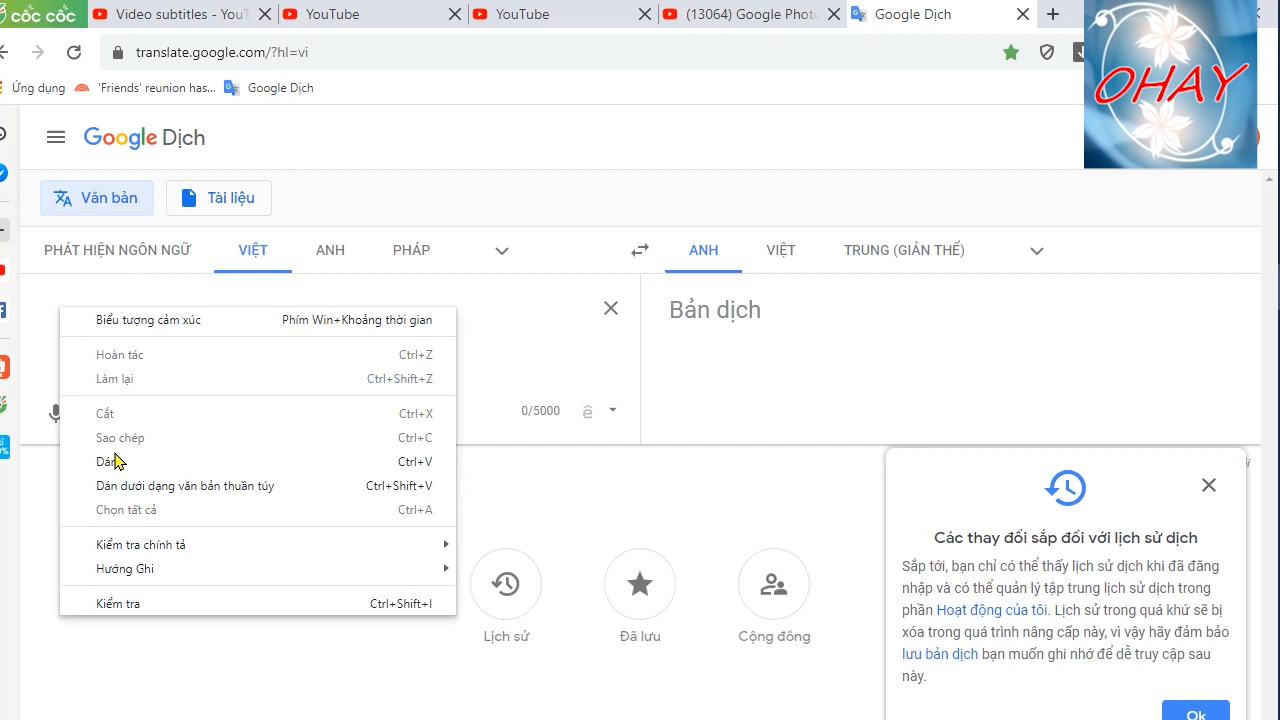 cốc cốc
Video subtitles - YouT
YouTube
YouTube
Google Dịch
translate.google.com/?hl=vi
Ứng dụng
'Friends' reunion has...
Google Dịch
OHAY
Google Dịch
Văn bản
Tài liệu
PHÁT HIỆN NGÔN NGỮ
VIỆT
ANH
PHÁP
ANH
VIỆT
TRUNG (GIẢN THỂ)
Bản dịch
Biểu tượng cảm xúc
Phím Win+Khoảng thời gian
Hoàn tác
Ctrl+Z
Làm lại
Ctrl+Shift+Z
Cắt
Ctrl+X
Sao chép
Ctrl+C
Dán
Ctrl+V
Dán dưới dạng văn bản thuần túy
Ctrl+Shift+V
Chọn tất cả
Ctrl+A
Kiểm tra chính tả
Hướng Ghi
Kiểm tra
Ctrl+Shift+I
0/5000
ê
Lịch sử
Đã lưu
Cộng đồng
Các thay đổi sắp đối với lịch sử dịch
Sắp tới, bạn chỉ có thể thấy lịch sử dịch khi đã đăng
nhập và có thể quản lý tập trung lịch sử dịch trong
phần Hoạt động của tôi. Lịch sử trong quá khứ sẽ bị
xóa trong quá trình nâng cấp này, vì vậy hãy đảm bảo
lưu bản dịch bạn muốn ghi nhớ để dễ truy cập sau
này.
Ok